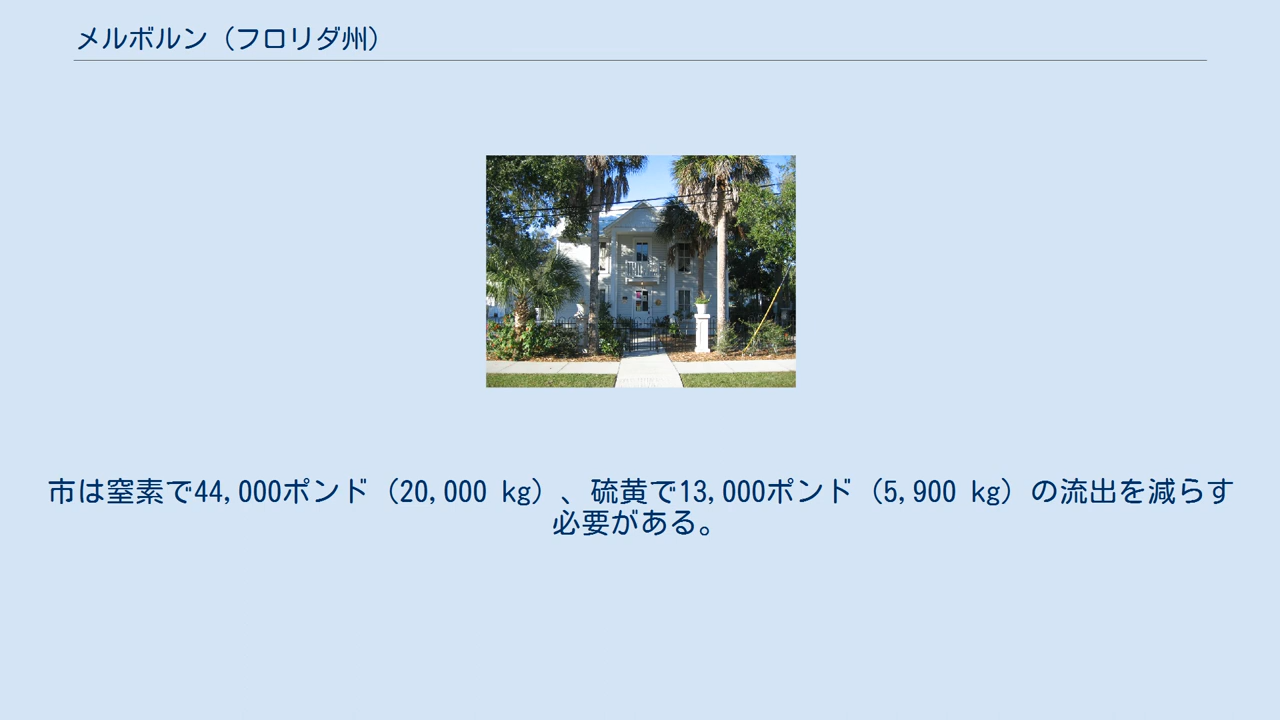 メルボルン（フロリダ州）
市は窒素で44,000ポンド（20,000 kg）、硫黄で13,000ポンド（5,900 kg）の流出を減らす
必要がある。